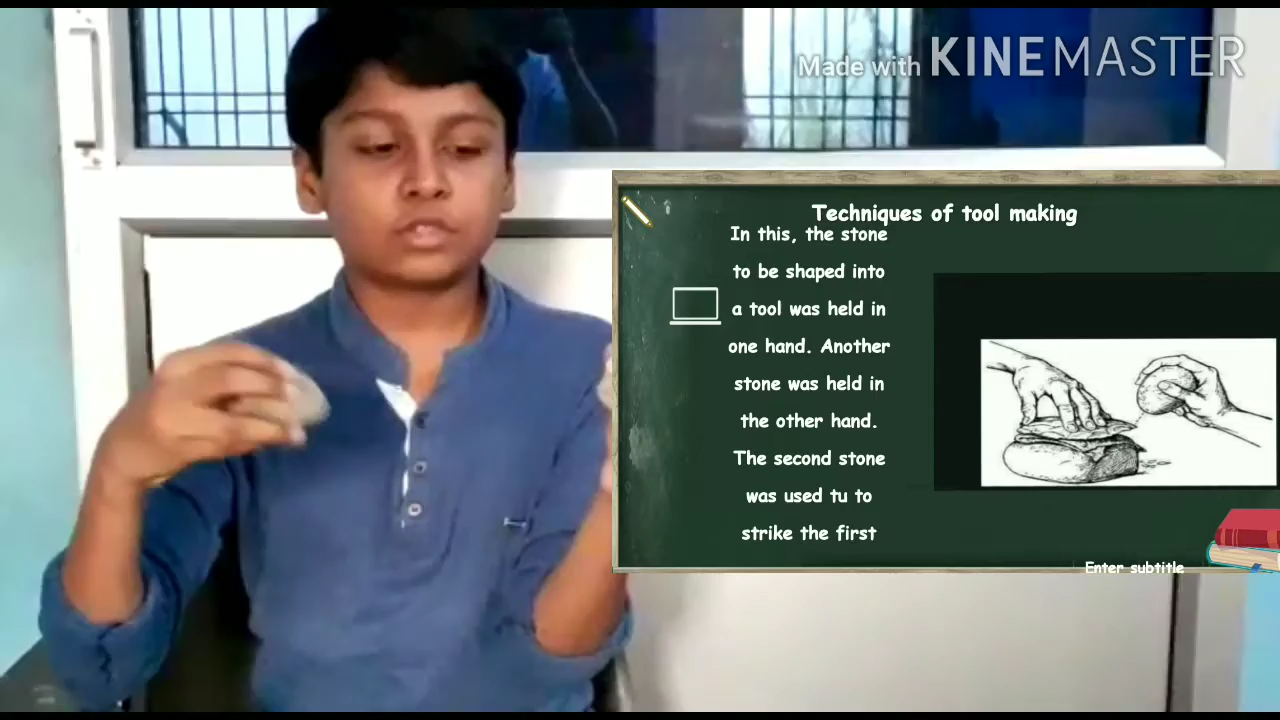 Made with KINEMASTER
Techniques of tool making
In this, the stone
to be shaped into
a tool was held in
one hand. Another
stone was held in
the other hand.
The second stone
was used tu to
strike the first
Enter subtitle